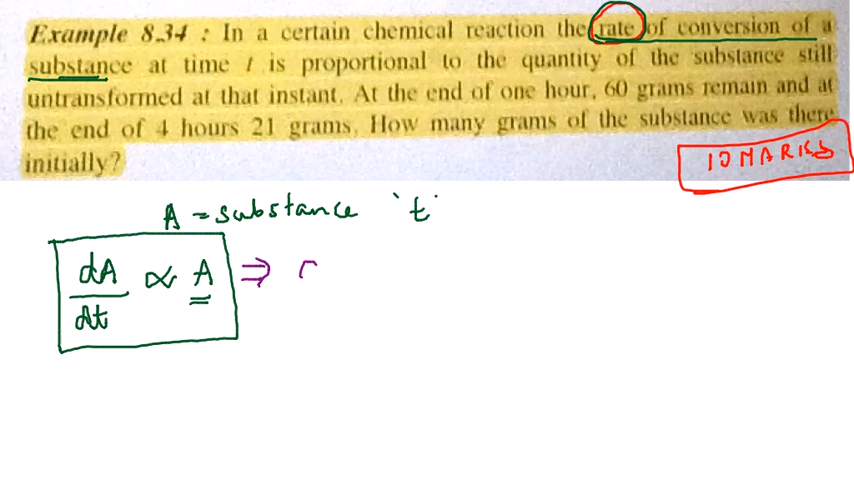 Example 8.34 : In a certain chemical reaction the rate of conversion of a
substance at time t is proportional to the quantity of the substance still
untransformed at that instant. At the end of one hour, 60 grams remain and at
the end of 4 hours 21 grams. How many grams of the substance was there
initially?
10 MARKS
A = substance 't'
dA/dt ∝ A ⇒